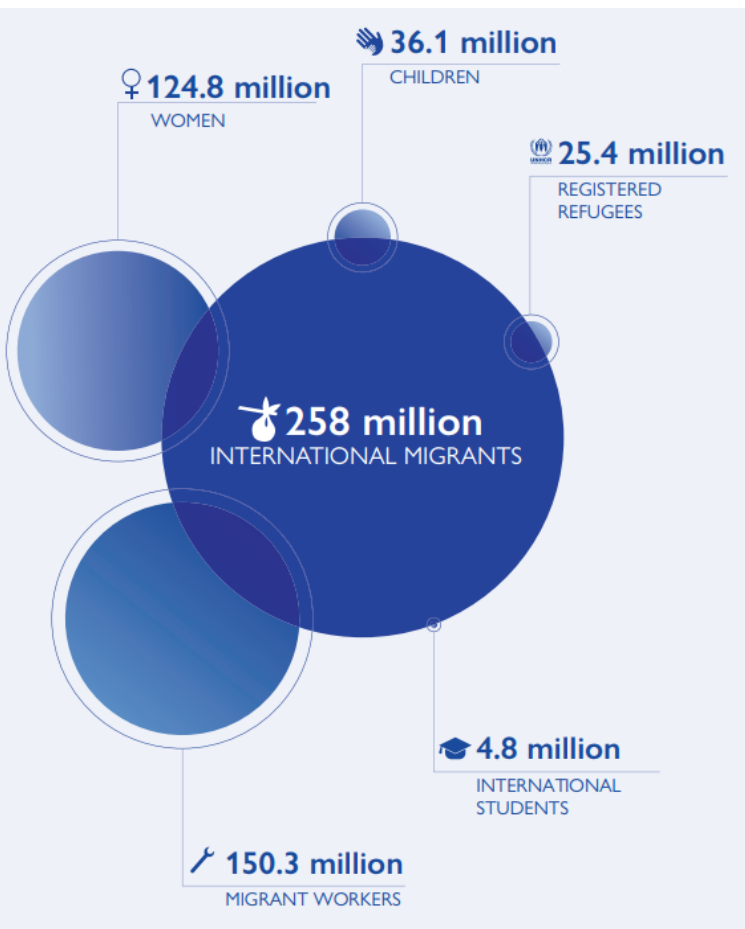 36.1 million
CHILDREN
124.8 million
WOMEN
25.4 million
REGISTERED
REFUGEES
UNHCR
258 million
INTERNATIONAL MIGRANTS
4.8 million
INTERNATIONAL
STUDENTS
150.3 million
MIGRANT WORKERS